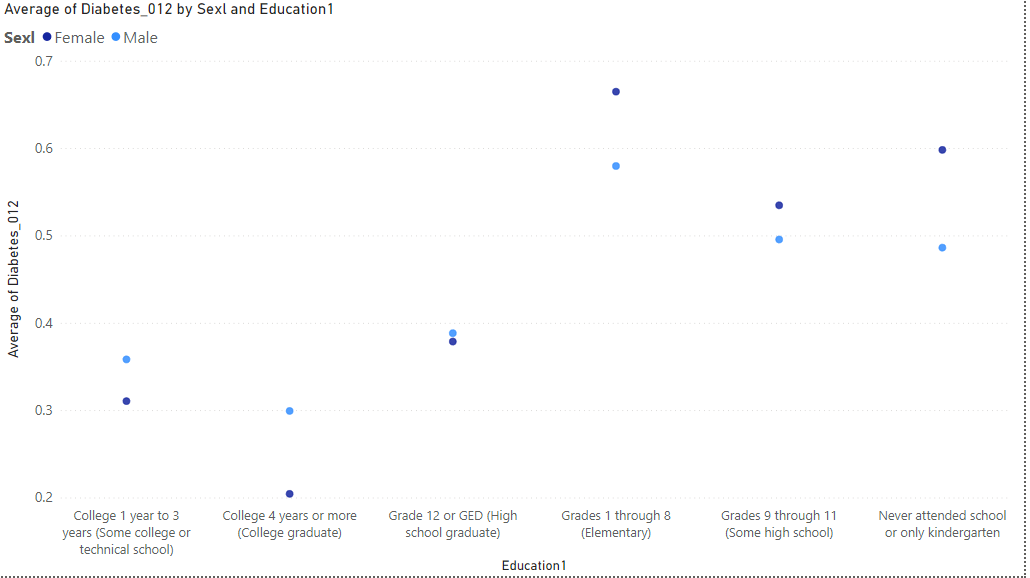 Average of Diabetes_012 by Sexl and Education1
Sexl Female Male
0.7
0.6
0.5
0.4
0.3
0.2
Average of Diabetes_012
College 1 year to 3
years (Some college or
technical school)
College 4 years or more
(College graduate)
Grade 12 or GED (High
school graduate)
Grades 1 through 8
(Elementary)
Grades 9 through 11
(Some high school)
Never attended school
or only kindergarten
Education1